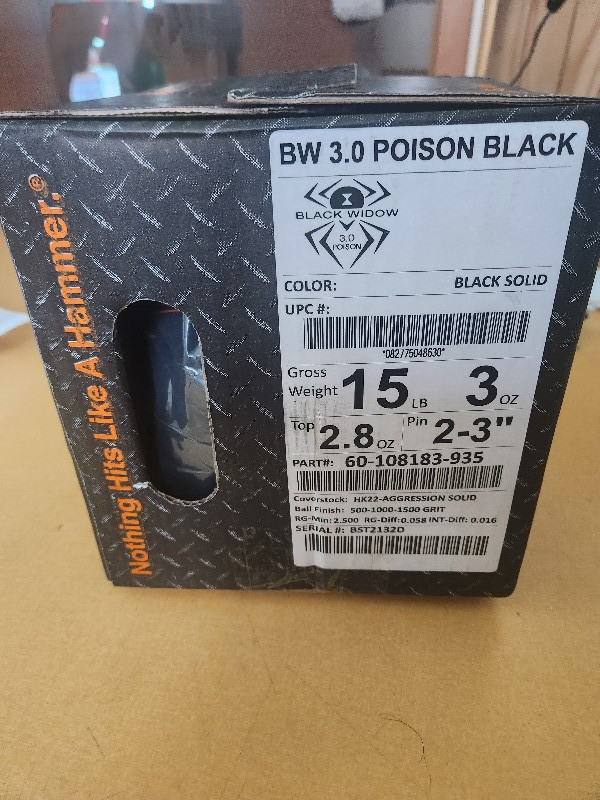 Nothing Hits Like A Hammer.®
BW 3.0 POISON BLACK
BLACK WIDOW
3.0
POISON
COLOR: BLACK SOLID
UPC #:
*082775048630*
Gross Weight 15 LB 3 OZ
Top 2.8 OZ Pin 2-3"
PART#: 60-108183-935
Coverstock: HK22-AGGRESSION SOLID
Ball Finish: 500-1000-1500 GRIT
RG-Min: 2.500 RG-Diff:0.058 INT-Diff: 0.016
SERIAL #: BST2132D